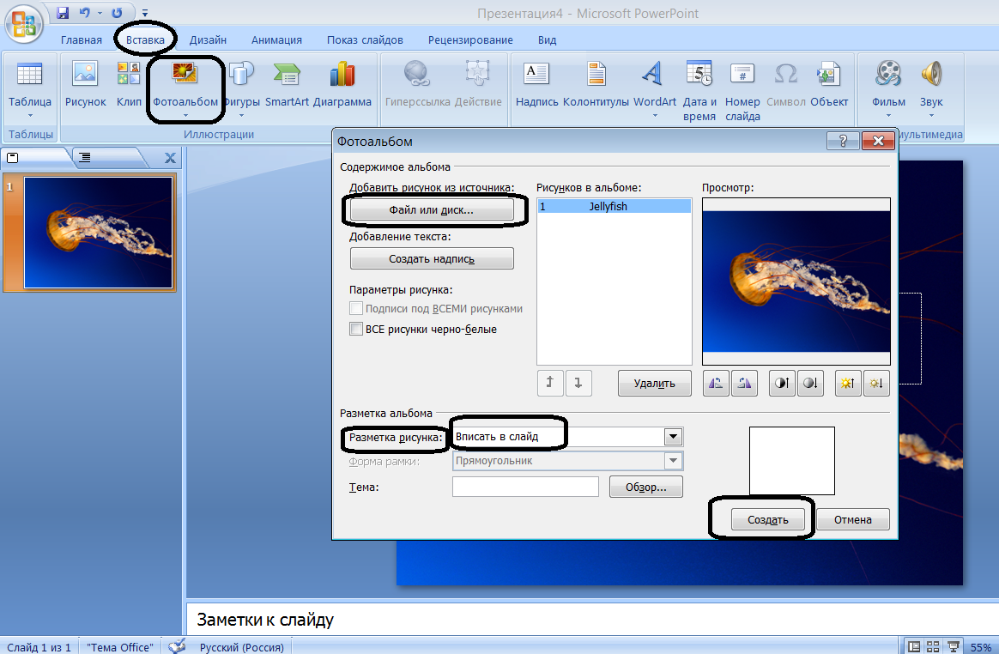 Презентация4 - Microsoft PowerPoint
Главная Вставка Дизайн Анимация Показ слайдов Рецензирование Вид
Таблица Рисунок Клип Фотоальбом Фигуры SmartArt Диаграмма Гиперссылка Действие Надпись Колонтитулы WordArt Дата и время Номер слайда Символ Объект Фильм Звук
Таблицы Иллюстрации мультимедиа
Фотоальбом
Содержимое альбома
Добавить рисунок из источника: Рисунков в альбоме: Просмотр:
Файл или диск... 1 Jellyfish
Добавление текста:
Создать надпись
Параметры рисунка:
Подписи под ВСЕМИ рисунками
ВСЕ рисунки черно-белые
Удалить
Разметка альбома
Разметка рисунка: Вписать в слайд
Форма рамки: Прямоугольник
Тема: Обзор...
Создать Отмена
1
Заметки к слайду
Слайд 1 из 1 "Тема Office" Русский (Россия) 55%